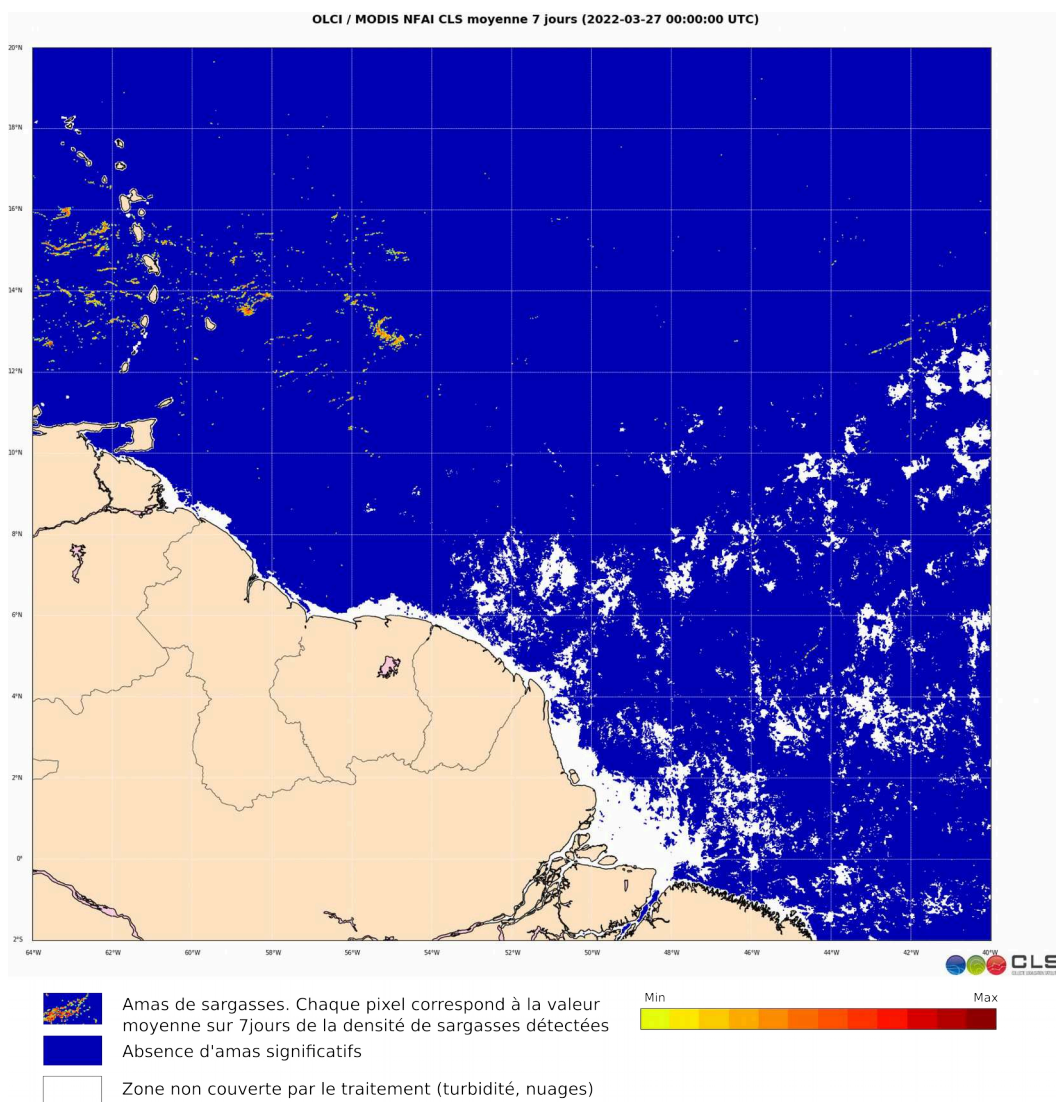 OLCI / MODIS NFAI CLS moyenne 7 jours (2022-03-27 00:00:00 UTC)
20°N
18°N
16°N
14°N
12°N
10°N
8°N
6°N
4°N
2°N
0°
2°S
64°W 62°W 60°W 58°W 56°W 54°W 52°W 50°W 48°W 46°W 44°W 42°W 40°W
CLS
Amas de sargasses. Chaque pixel correspond à la valeur
moyenne sur 7jours de la densité de sargasses détectées
Min Max
Absence d'amas significatifs
Zone non couverte par le traitement (turbidité, nuages)